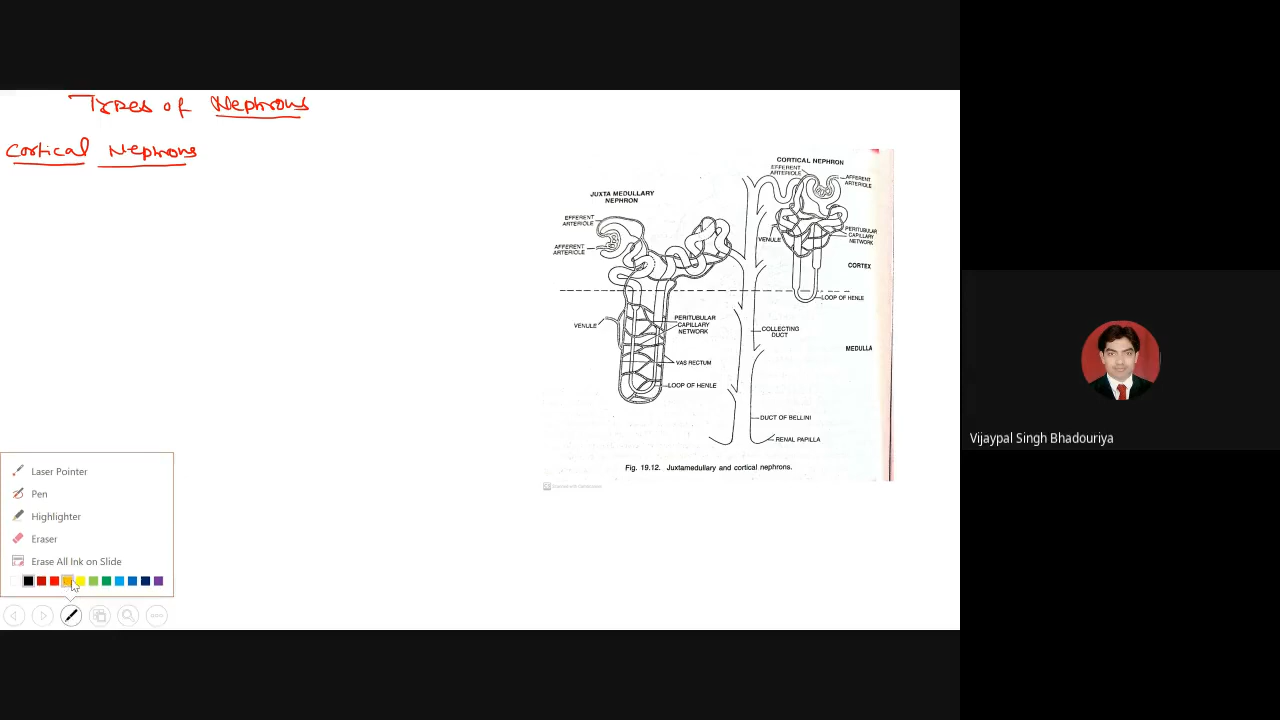 Types of Nephrons
Cortical Nephrons
CORTICAL NEPHRON
EFFERENT
ARTERIOLE
AFFERENT
ARTERIOLE
JUXTA MEDULLARY
NEPHRON
EFFERENT
ARTERIOLE
AFFERENT
ARTERIOLE
VENULE
PERITUBULAR
CAPILLARY
NETWORK
CORTEX
LOOP OF HENLE
VENULE
PERITUBULAR
CAPILLARY
NETWORK
COLLECTING
DUCT
MEDULLA
VAS RECTUM
LOOP OF HENLE
DUCT OF BELLINI
RENAL PAPILLA
Fig. 19.12. Juxtamedullary and cortical nephrons.
Laser Pointer
Pen
Highlighter
Eraser
Erase All Ink on Slide
Vijaypal Singh Bhadouriya